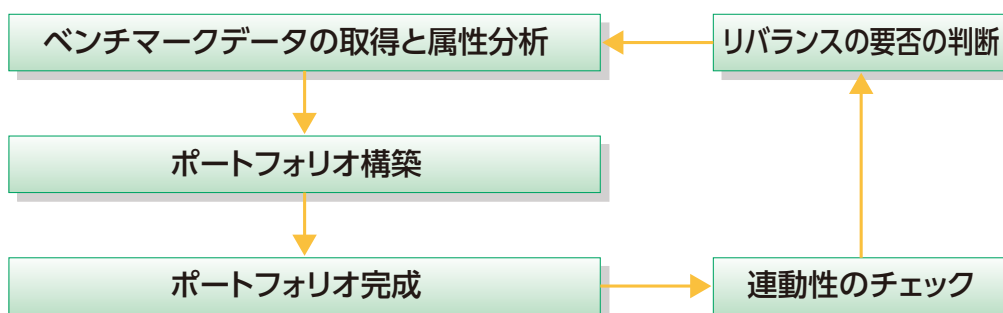 ベンチマークデータの取得と属性分析
リバランスの要否の判断
ポートフォリオ構築
ポートフォリオ完成
連動性のチェック